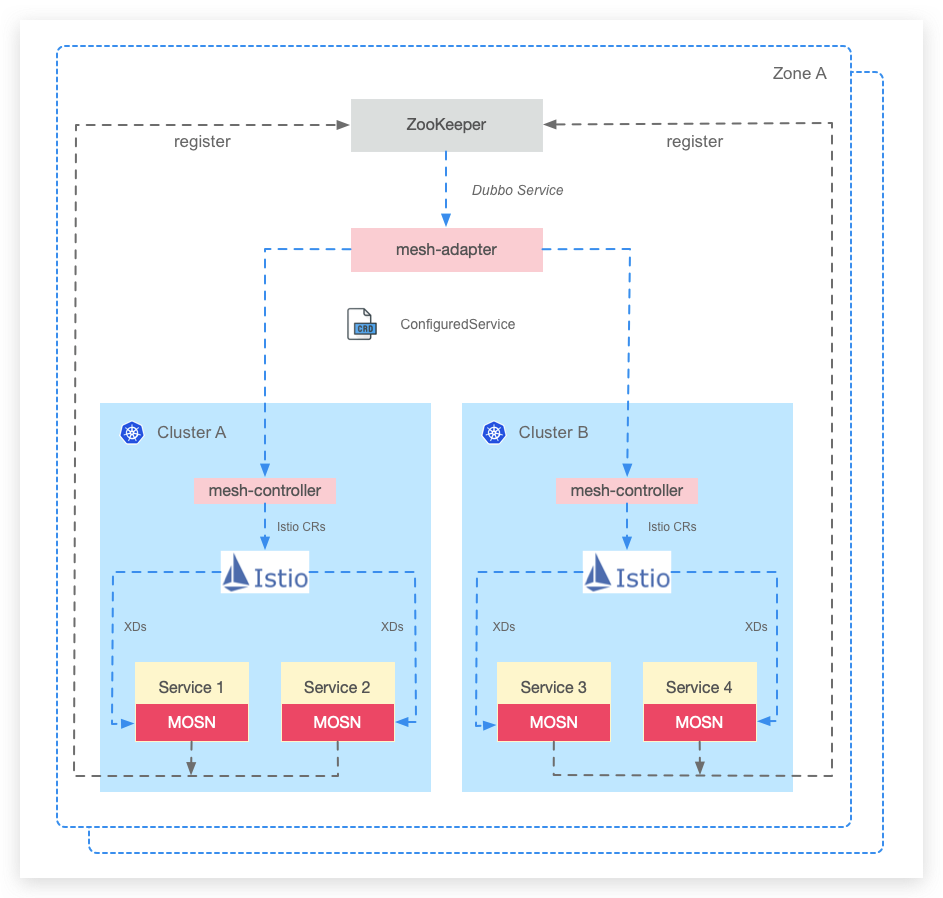 Zone A
ZooKeeper
register
register
Dubbo Service
mesh-adapter
CRD
ConfiguredService
Cluster A
Cluster B
mesh-controller
mesh-controller
Istio CRs
Istio CRs
Istio
Istio
XDs
XDs
XDs
XDs
Service 1
Service 2
Service 3
Service 4
MOSN
MOSN
MOSN
MOSN